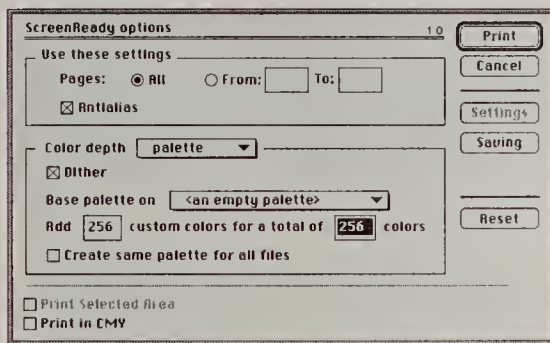 ScreenReady options
1.0
Print
Use these settings
Cancel
Pages: All From: To:
Antialias
Settings
Color depth palette
Saving
Dither
Base palette on <an empty palette>
Add 256 custom colors for a total of 256 colors
Reset
Create same palette for all files
Print Selected Area
Print in CMY